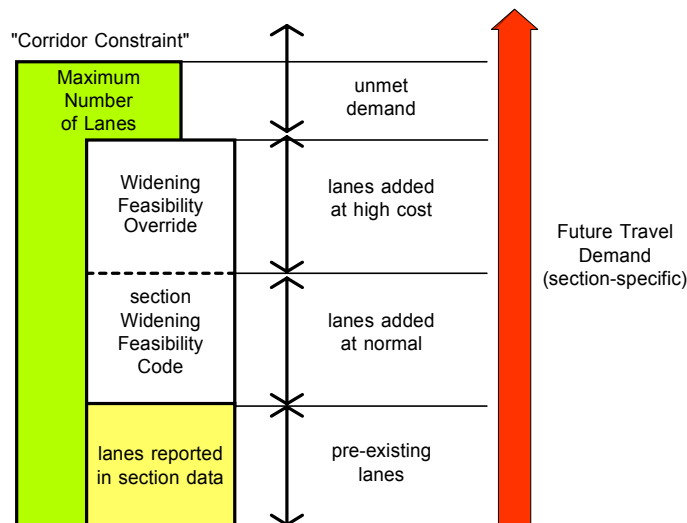 "Corridor Constraint"
Maximum
Number
of Lanes
unmet
demand
Widening
Feasibility
Override
lanes added
at high cost
Future Travel
Demand
(section-specific)
section
Widening
Feasibility
Code
lanes added
at normal
lanes reported
in section data
pre-existing
lanes